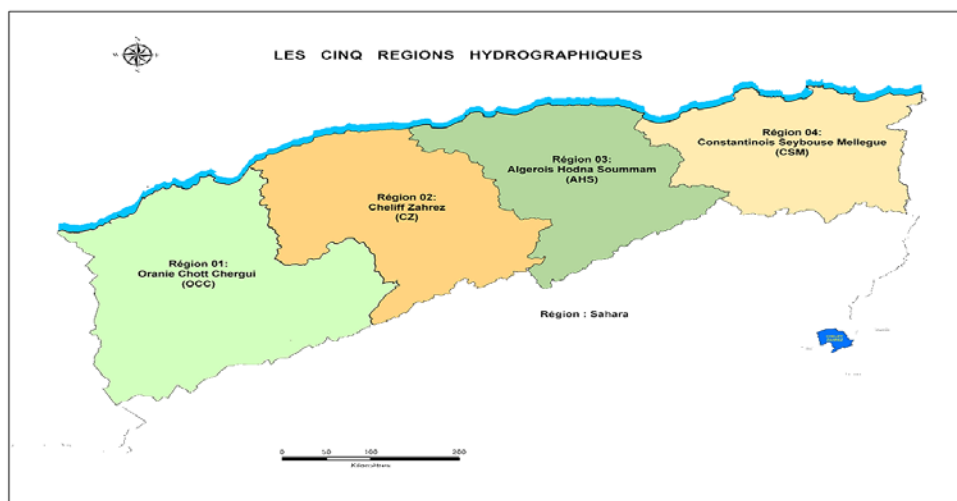 LES CINQ REGIONS HYDROGRAPHIQUES
Région 04:
Constantinois Seybouse Mellegue
(CSM)
Région 03:
Algerois Hodna Soummam
(AHS)
Région 02:
Cheliff Zahrez
(CZ)
Région 01:
Oranie Chott Chergui
(OCC)
Région : Sahara
0 50 100 200
Kilomètres